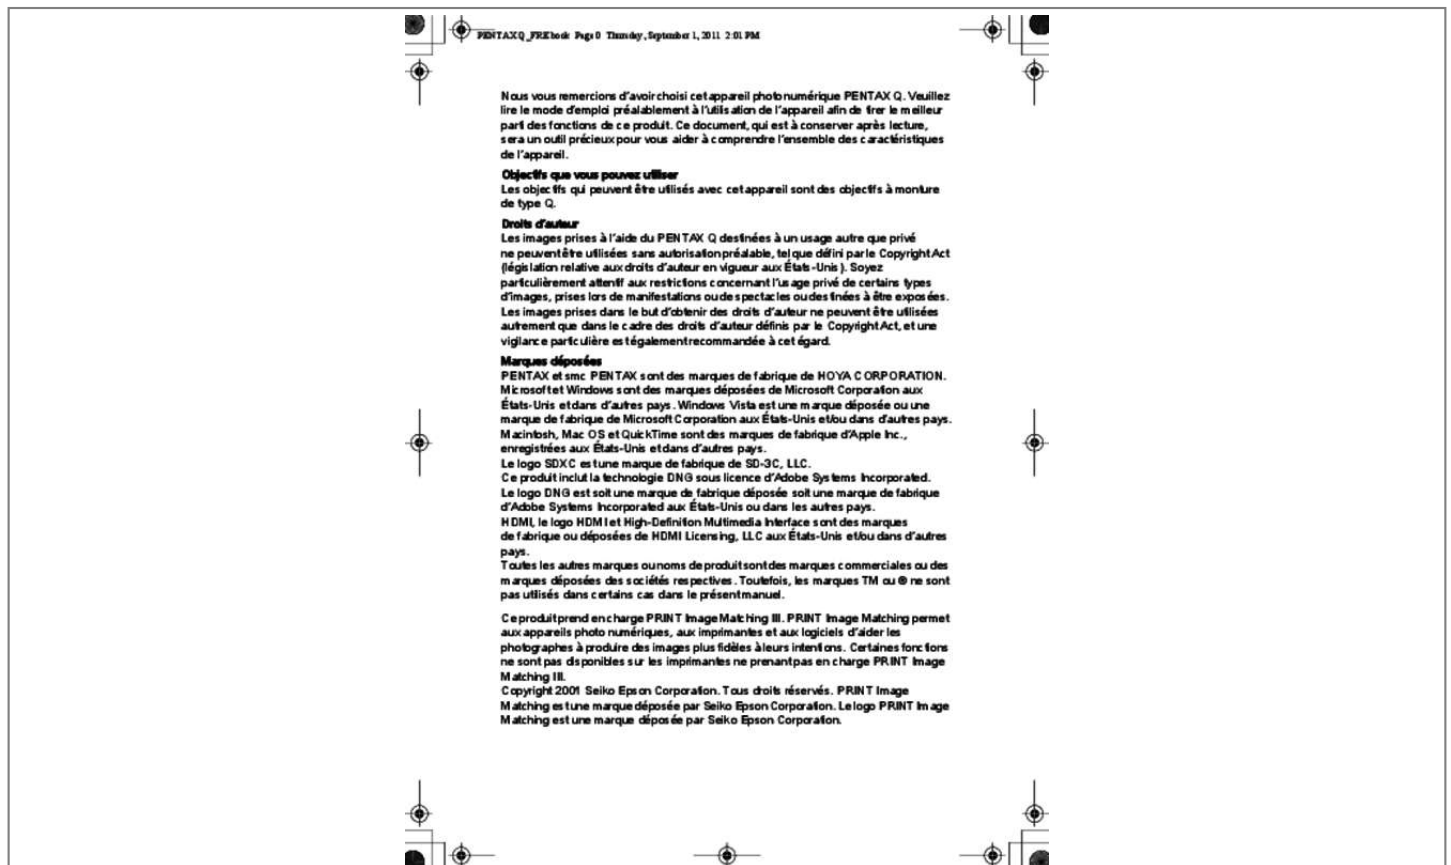 PENTAXQ_FRE.book Page 0 Thursday, September 1, 2011 2:01 PM
Nous vous remercions d'avoir choisi cet appareil photo numérique PENTAX Q. Veuillez
lire le mode d'emploi préalablement à l'utilisation de l'appareil afin de tirer le meilleur
parti des fonctions de ce produit. Ce document, qui est à conserver après lecture,
sera un outil précieux pour vous aider à comprendre l'ensemble des caractéristiques
de l'appareil.
Objectifs que vous pouvez utiliser
Les objectifs qui peuvent être utilisés avec cet appareil sont des objectifs à monture
de type Q.
Droits d'auteur
Les images prises à l'aide du PENTAX Q destinées à un usage autre que privé
ne peuvent être utilisées sans autorisation préalable, tel que défini par le Copyright Act
(législation relative aux droits d'auteur en vigueur aux États-Unis). Soyez
particulièrement attentif aux restrictions concernant l'usage privé de certains types
d'images, prises lors de manifestations ou de spectacles ou destinées à être exposées.
Les images prises dans le but d'obtenir des droits d'auteur ne peuvent être utilisées
autrement que dans le cadre des droits d'auteur définis par le Copyright Act, et une
vigilance particulière est également recommandée à cet égard.
Marques déposées
PENTAX et smc PENTAX sont des marques de fabrique de HOYA CORPORATION.
Microsoft et Windows sont des marques déposées de Microsoft Corporation aux
États-Unis et dans d'autres pays. Windows Vista est une marque déposée ou une
marque de fabrique de Microsoft Corporation aux États-Unis et/ou dans d'autres pays.
Macintosh, Mac OS et QuickTime sont des marques de fabrique d'Apple Inc.,
enregistrées aux États-Unis et dans d'autres pays.
Le logo SDXC est une marque de fabrique de SD-3C, LLC.
Ce produit inclut la technologie DNG sous licence d'Adobe Systems Incorporated.
Le logo DNG est soit une marque de fabrique déposée soit une marque de fabrique
d'Adobe Systems Incorporated aux États-Unis ou dans les autres pays.
HDMI, le logo HDMI et High-Definition Multimedia Interface sont des marques
de fabrique ou déposées de HDMI Licensing, LLC aux États-Unis et/ou dans d'autres
pays.
Toutes les autres marques ou noms de produit sont des marques commerciales ou des
marques déposées des sociétés respectives. Toutefois, les marques TM ou ® ne sont
pas utilisés dans certains cas dans le présent manuel.
Ce produit prend en charge PRINT Image Matching III. PRINT Image Matching permet
aux appareils photo numériques, aux imprimantes et aux logiciels d'aider les
photographes à produire des images plus fidèles à leurs intentions. Certaines fonctions
ne sont pas disponibles sur les imprimantes ne prenant pas en charge PRINT Image
Matching III.
Copyright 2001 Seiko Epson Corporation. Tous droits réservés. PRINT Image
Matching est une marque déposée par Seiko Epson Corporation. Le logo PRINT Image
Matching est une marque déposée par Seiko Epson Corporation.